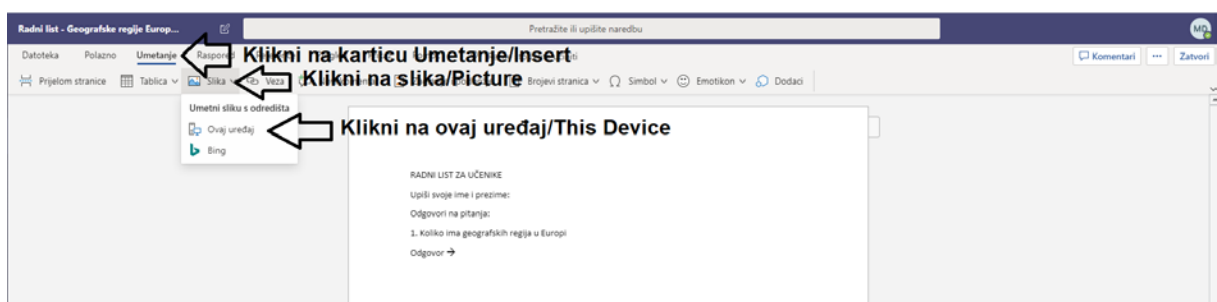 Radni list - Geografske regije Europ...
Pretražite ili upišite naredbu
MD
Datoteka Polazno Umetanje Raspored
Klikni na karticu Umetanje/Insert
Komentari ... Zatvori
Prijelom stranice Tablica Slika Veza
Klikni na slika/Picture
Brojevi stranica Simbol Emotikon Dodaci
Umetni sliku s odredišta
Ovaj uređaj
Klikni na ovaj uređaj/This Device
Bing
RADNI LIST ZA UČENIKE
Upiši svoje ime i prezime:
Odgovori na pitanja:
1. Koliko ima geografskih regija u Europi
Odgovor →